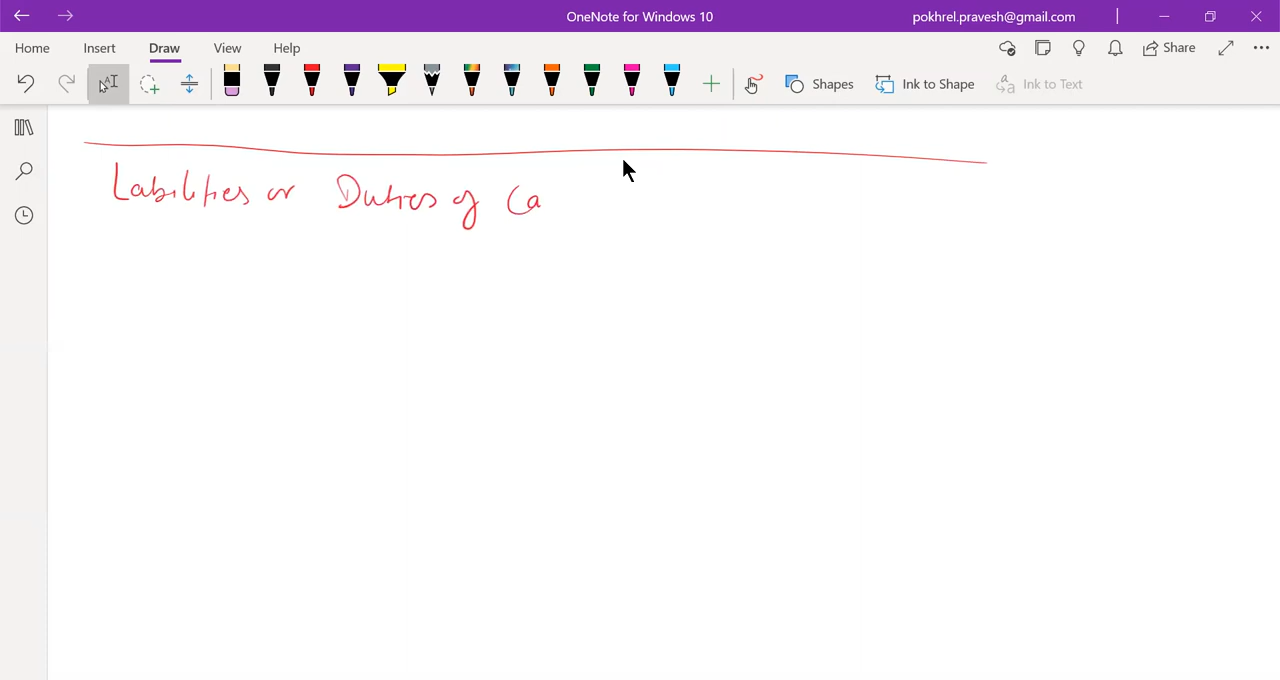 OneNote for Windows 10
pokhrel.pravesh@gmail.com
Home Insert Draw View Help
Share
Shapes Ink to Shape Ink to Text
Labilities or Duties of Ca